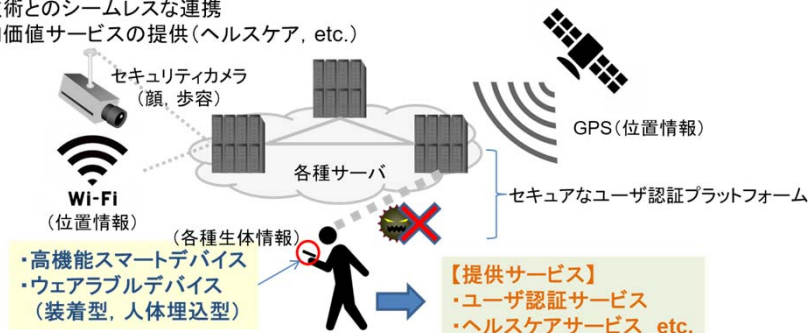 術とのシームレスな連携
価値サービスの提供(ヘルスケア, etc.)
セキュリティカメラ
(顔, 歩容)
GPS(位置情報)
各種サーバ
Wi-Fi
(位置情報)
セキュアなユーザ認証プラットフォーム
(各種生体情報)
・高機能スマートデバイス
・ウェアラブルデバイス
(装着型, 人体埋込型)
【提供サービス】
・ユーザ認証サービス
・ヘルスケアサービス etc.